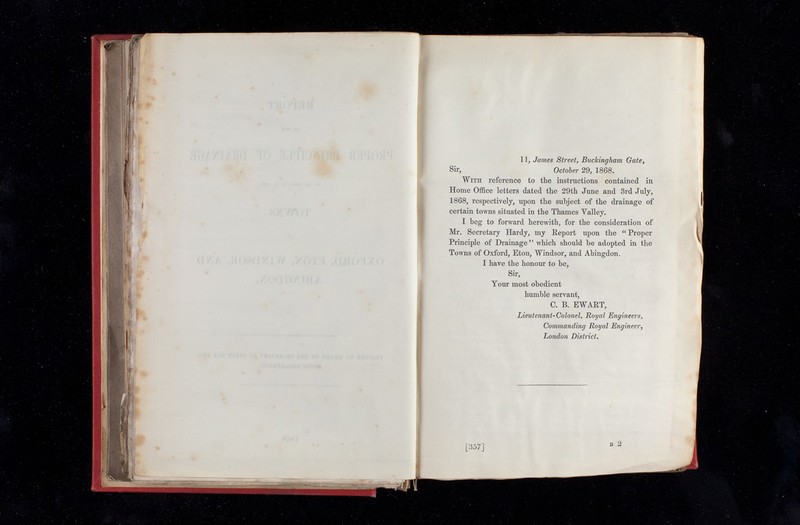 11, James Street, Buckingham Gate,
Sir, October 29, 1868.
With reference to the instructions contained in
Home Office letters dated the 29th June and 3rd July,
1868, respectively, upon the subject of the drainage of
certain towns situated in the Thames Valley.
I beg to forward herewith, for the consideration of
Mr. Secretary Hardy, my Report upon the “Proper
Principle of Drainage” which should be adopted in the
Towns of Oxford, Eton, Windsor, and Abingdon.
I have the honour to be,
Sir,
Your most obedient
humble servant,
C. B. EWART,
Lieutenant-Colonel, Royal Engineers,
Commanding Royal Engineer,
London District.
[357] B 2